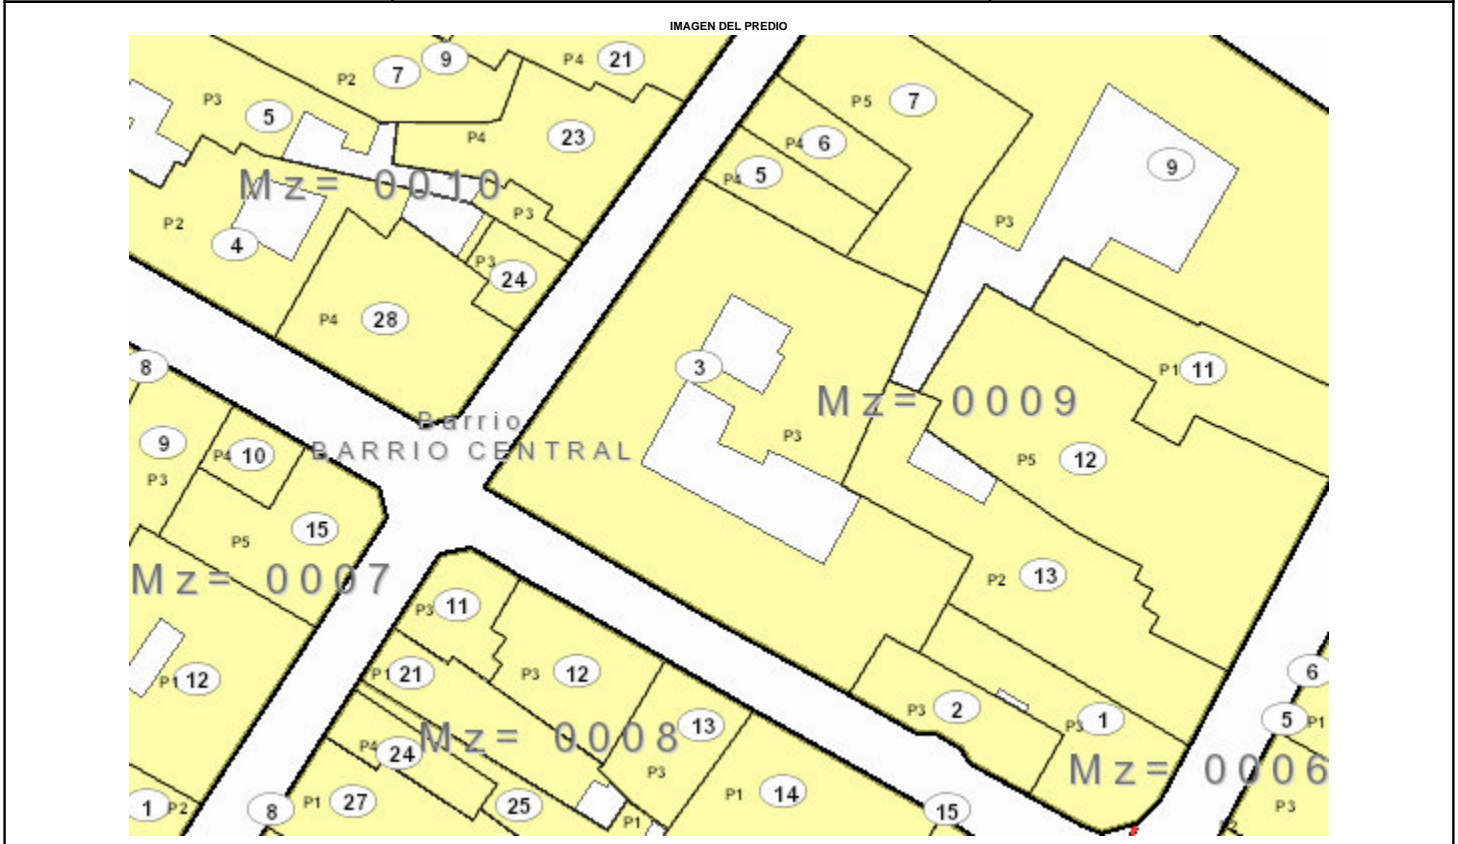 IMAGEN DEL PREDIO
9
P4 21
P2 7
P3
5
P5 7
P4 23
P4 6
9
P4 5
Mz= 0010
P3
P2
P3
4
P3
24
P4 28
8
3
P1 11
Mz= 0009
Barrio
BARRIO CENTRAL
9
P4 10
P3
P3
P5 12
15
P5
Mz= 0007
P2 13
P3 11
P1 21
P3 12
P1 12
6
P3 2
P3 1
5 P1
13
Mz= 0008
P4 24
Mz= 0006
P3
P1 14
1 P2
8
P1 27
25
15
P3
P1
P2